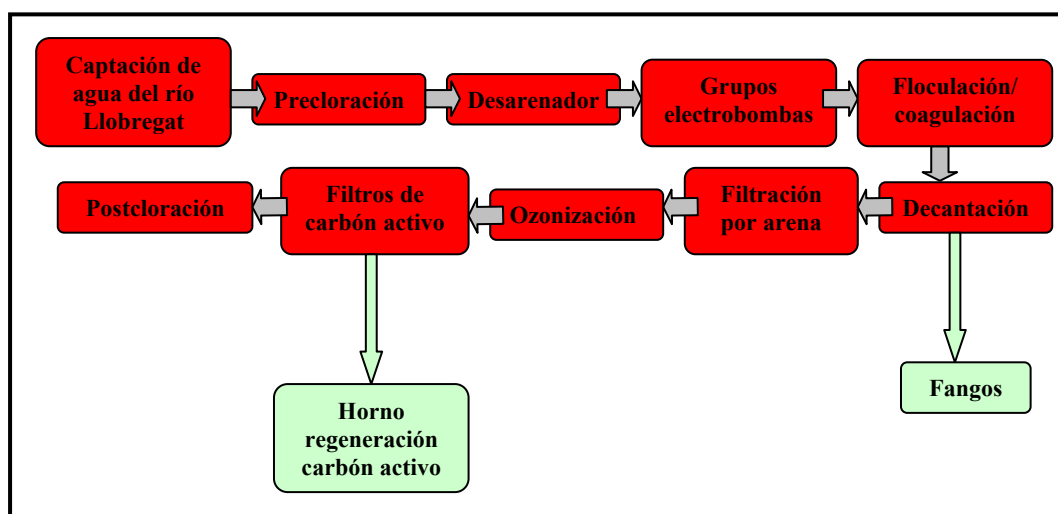 Captación de
agua del río
Llobregat
Precloración
Desarenador
Grupos
electrobombas
Floculación/
coagulación
Postcloración
Filtros de
carbón activo
Ozonización
Filtración
por arena
Decantación
Fangos
Horno
regeneración
carbón activo